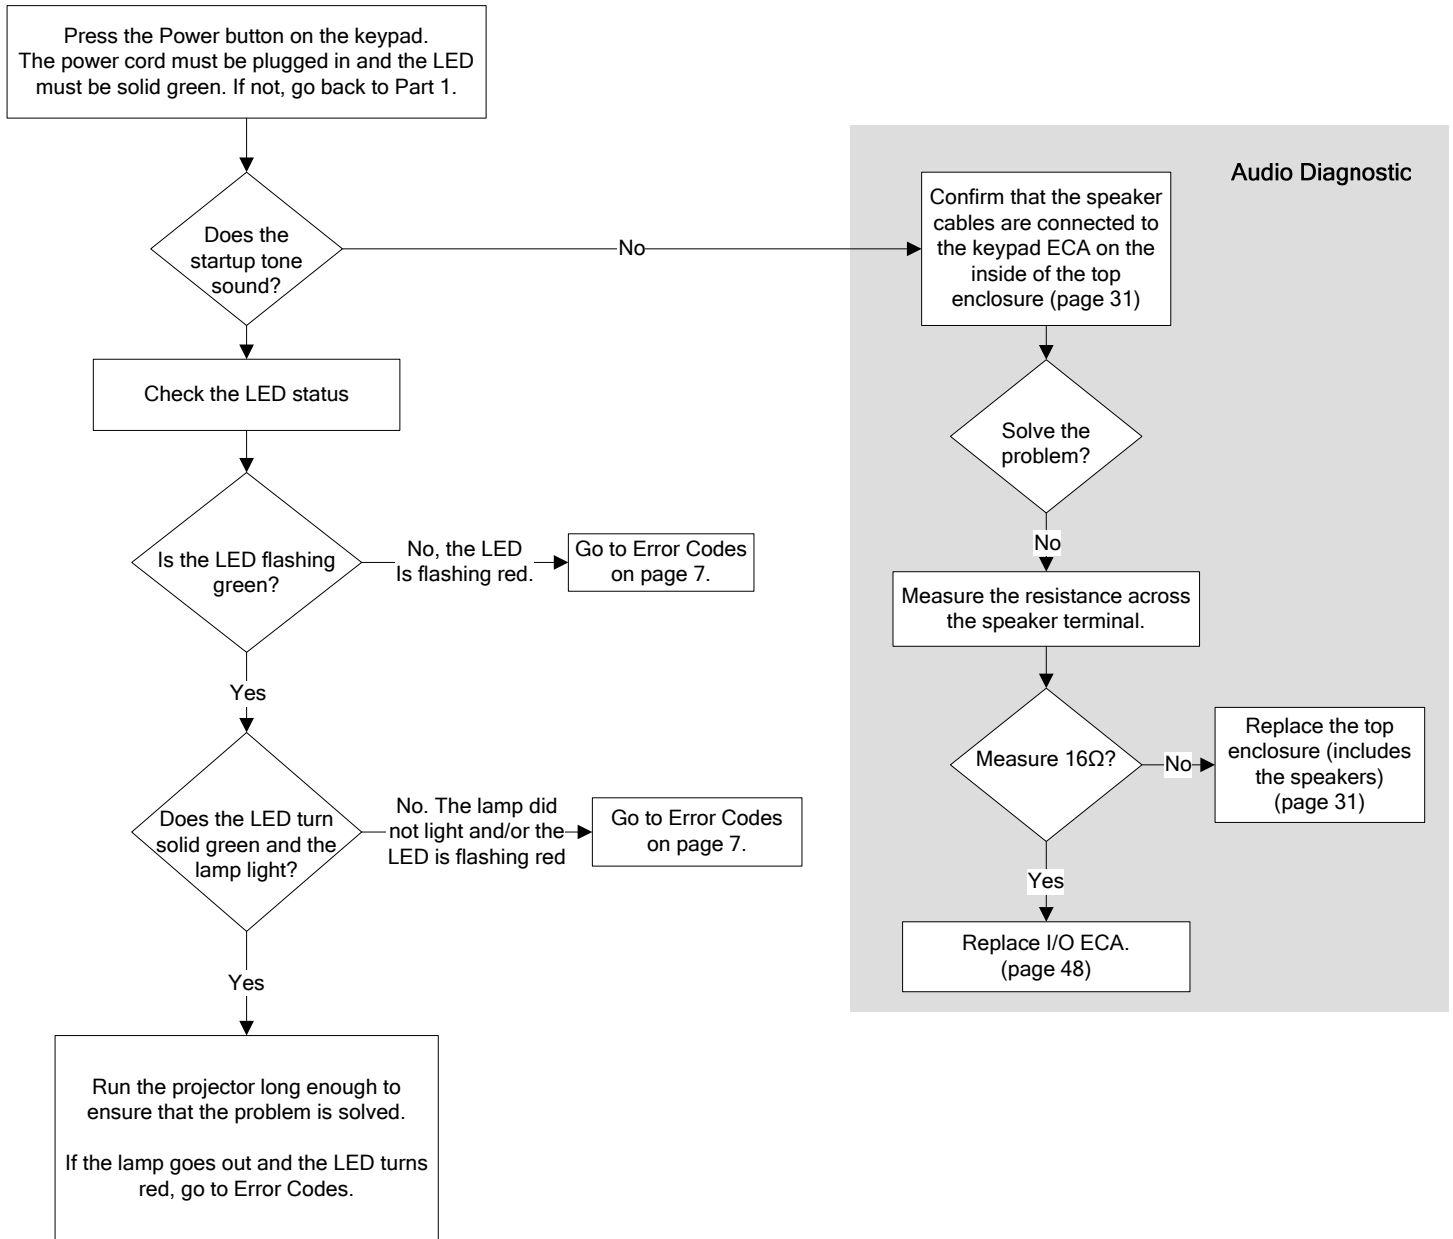 Press the Power button on the keypad.
The power cord must be plugged in and the LED
must be solid green. If not, go back to Part 1.
Does the
startup tone
sound?
No
Check the LED status
Is the LED flashing
green?
No, the LED
Is flashing red.
Go to Error Codes
on page 7.
Yes
Does the LED turn
solid green and the
lamp light?
No. The lamp did
not light and/or the
LED is flashing red
Go to Error Codes
on page 7.
Yes
Run the projector long enough to
ensure that the problem is solved.
If the lamp goes out and the LED turns
red, go to Error Codes.
Audio Diagnostic
Confirm that the speaker
cables are connected to
the keypad ECA on the
inside of the top
enclosure (page 31)
Solve the
problem?
No
Measure the resistance across
the speaker terminal.
Measure 16Ω?
No
Replace the top
enclosure (includes
the speakers)
(page 31)
Yes
Replace I/O ECA.
(page 48)